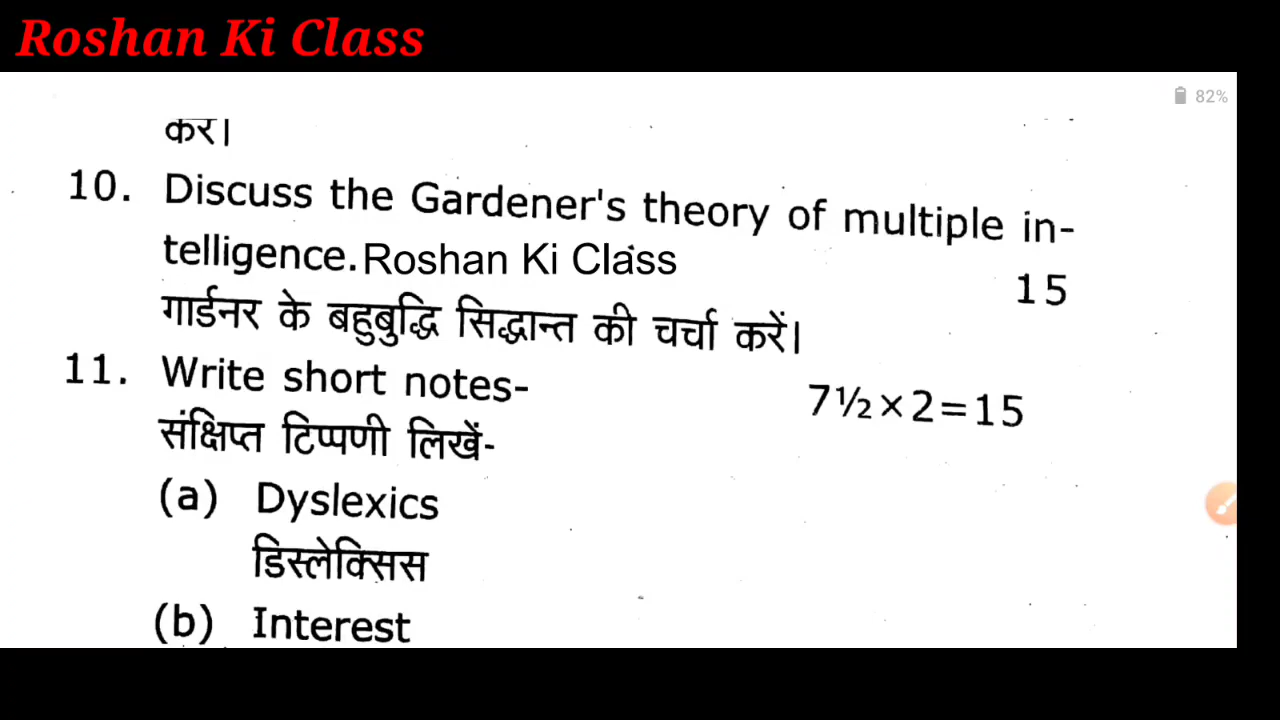 Roshan Ki Class
82%
करें।
10. Discuss the Gardener's theory of multiple in-
telligence. Roshan Ki Class 15
गार्डनर के बहुबुद्धि सिद्धान्त की चर्चा करें।
11. Write short notes- 7½×2=15
संक्षिप्त टिप्पणी लिखें-
(a) Dyslexics
डिस्लेक्सिस
(b) Interest